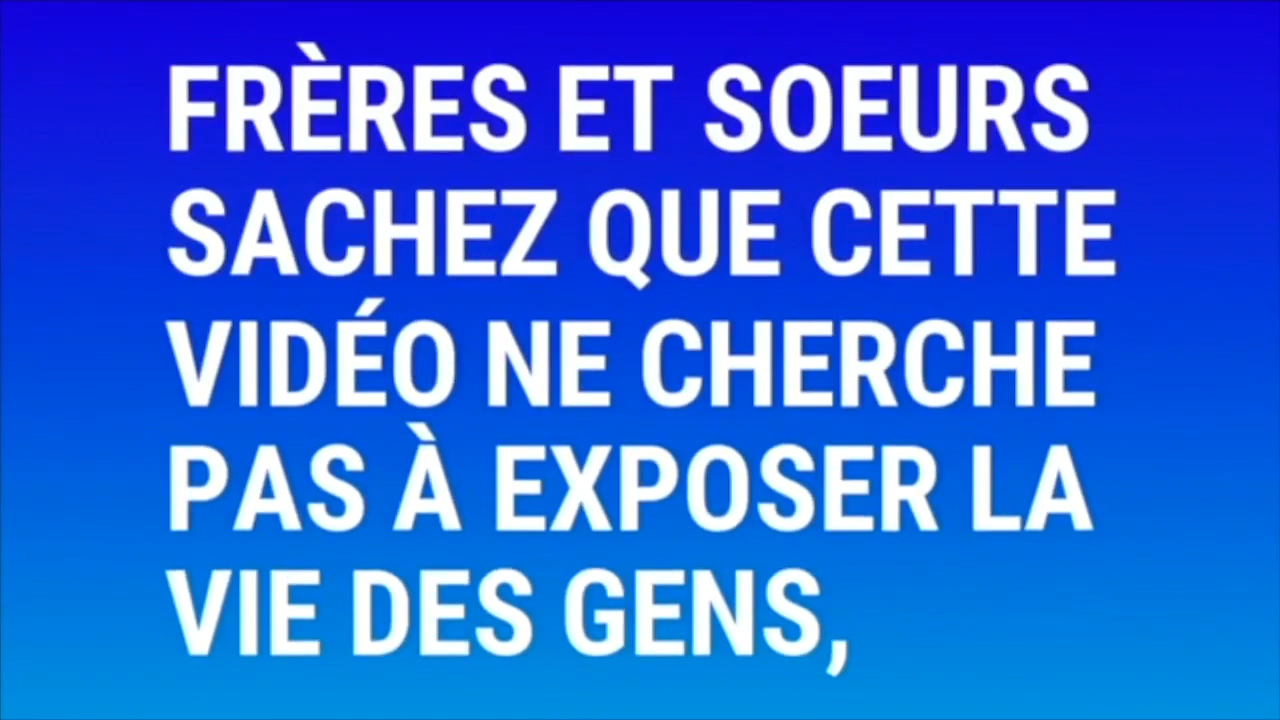 FRÈRES ET SOEURS
SACHEZ QUE CETTE
VIDÉO NE CHERCHE
PAS À EXPOSER LA
VIE DES GENS,